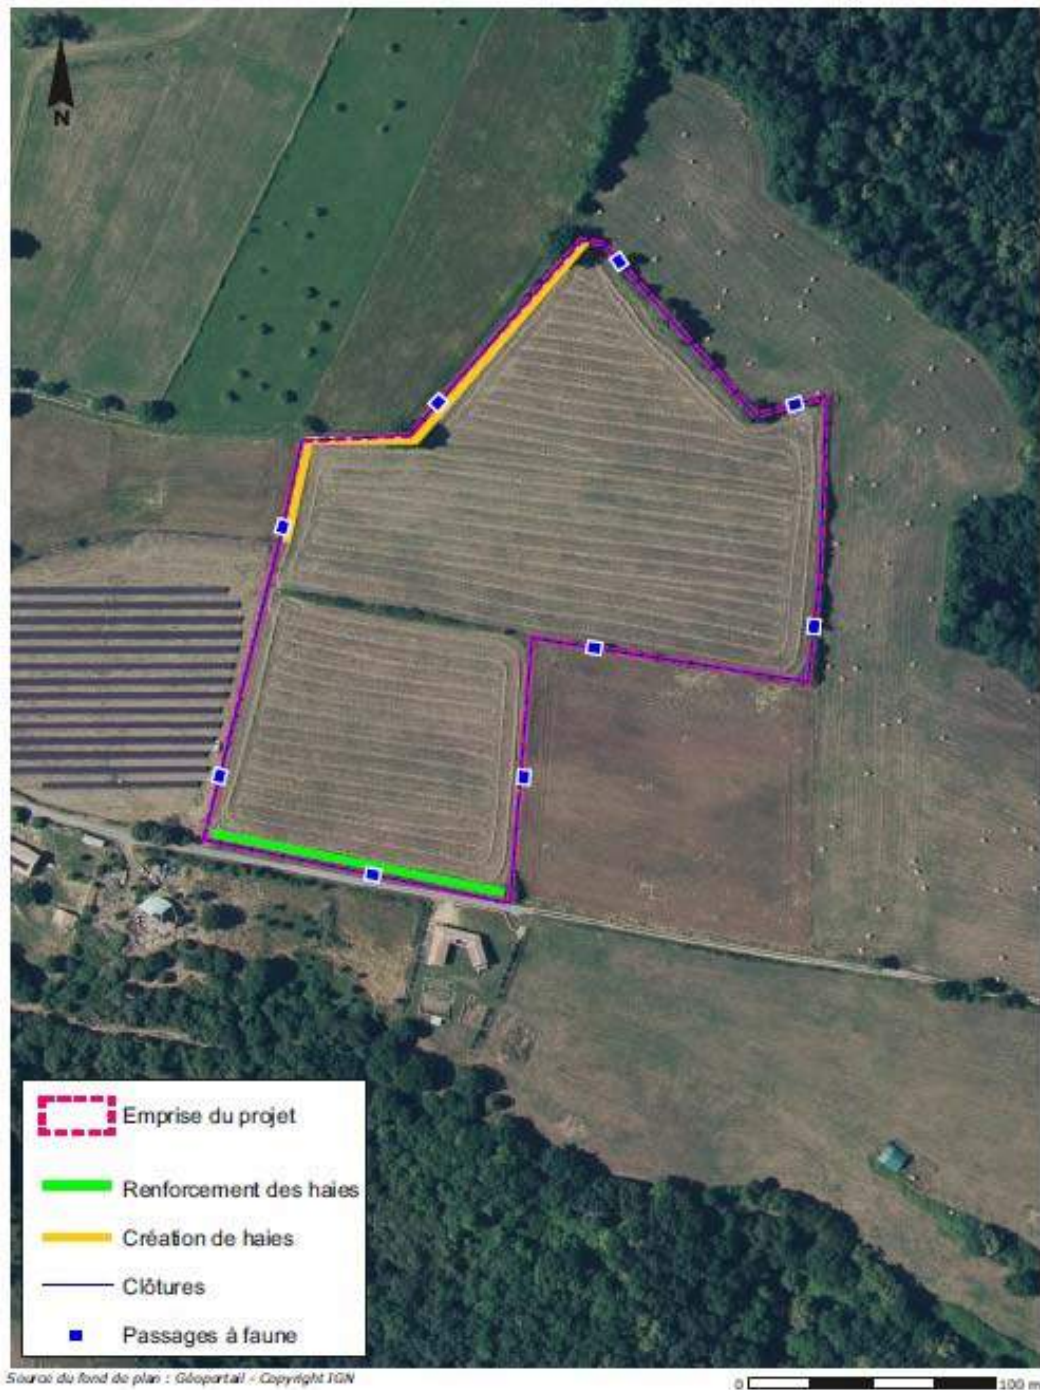 N
Emprise du projet
Renforcement des haies
Création de haies
Clôtures
Passages à faune
Source du fond de plan : Géoportail - Copyright IGN
0 100 m